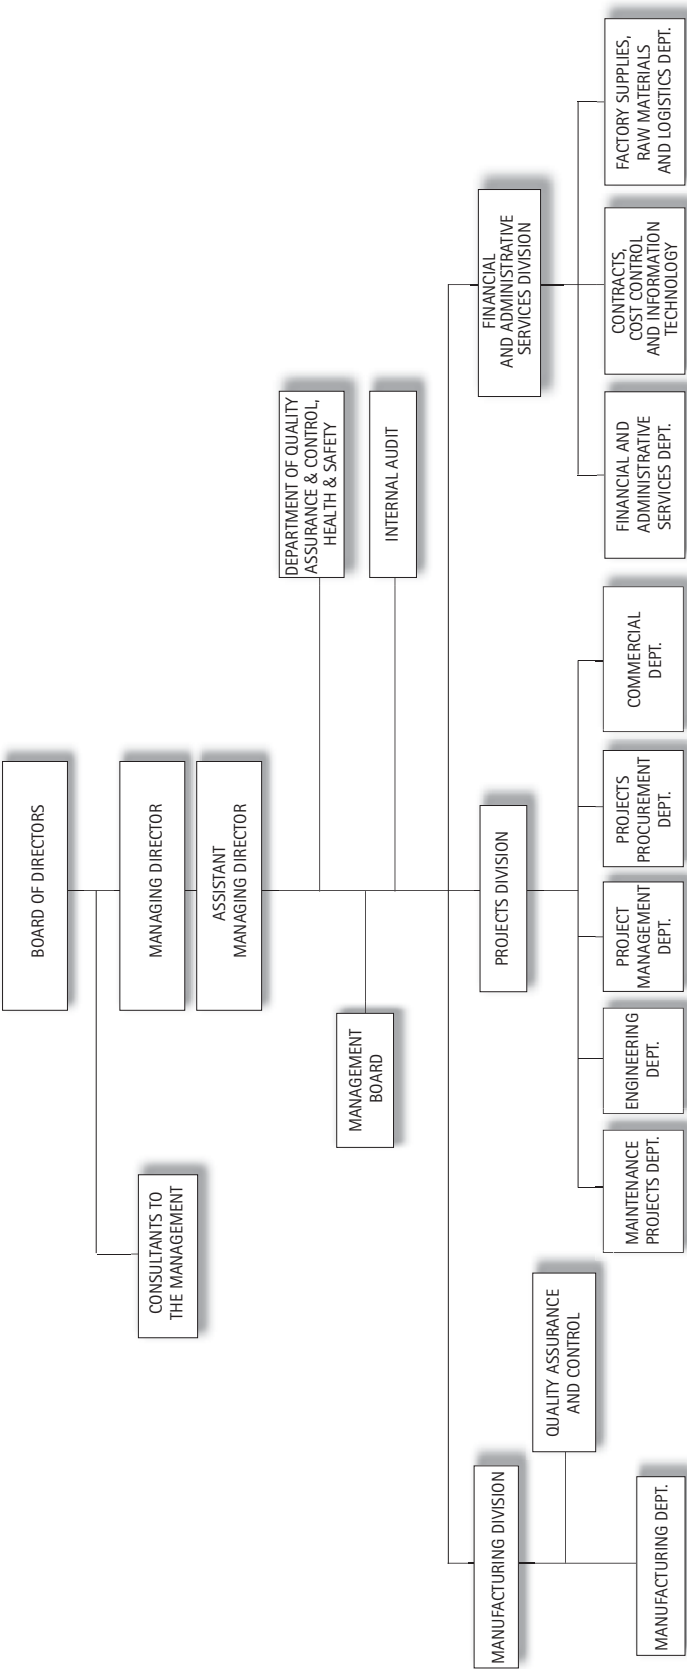 BOARD OF DIRECTORS
CONSULTANTS TO
THE MANAGEMENT
MANAGING DIRECTOR
ASSISTANT
MANAGING DIRECTOR
DEPARTMENT OF QUALITY
ASSURANCE & CONTROL,
HEALTH & SAFETY
MANAGEMENT
BOARD
INTERNAL AUDIT
MANUFACTURING DIVISION
PROJECTS DIVISION
FINANCIAL
AND ADMINISTRATIVE
SERVICES DIVISION
QUALITY ASSURANCE
AND CONTROL
MANUFACTURING DEPT.
MAINTENANCE
PROJECTS DEPT.
ENGINEERING
DEPT.
PROJECT
MANAGEMENT
DEPT.
PROJECTS
PROCUREMENT
DEPT.
COMMERCIAL
DEPT.
FINANCIAL AND
ADMINISTRATIVE
SERVICES DEPT.
CONTRACTS,
COST CONTROL
AND INFORMATION
TECHNOLOGY
FACTORY SUPPLIES,
RAW MATERIALS
AND LOGISTICS DEPT.